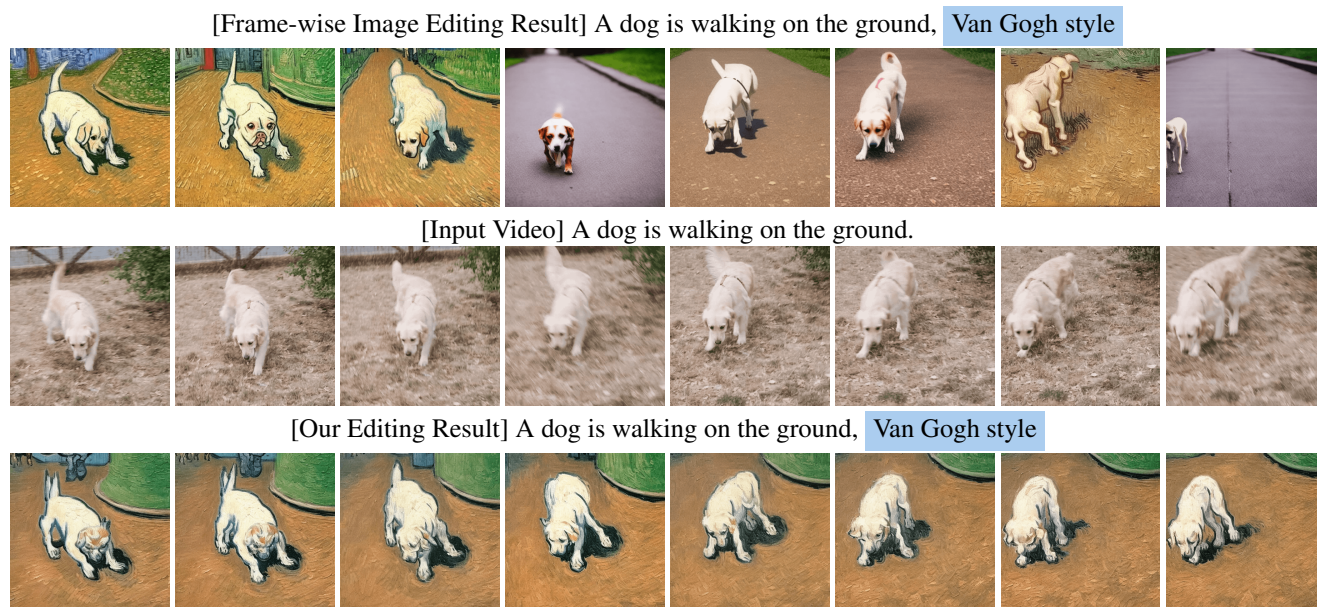 [Frame-wise Image Editing Result] A dog is walking on the ground, Van Gogh style
[Input Video] A dog is walking on the ground.
[Our Editing Result] A dog is walking on the ground, Van Gogh style